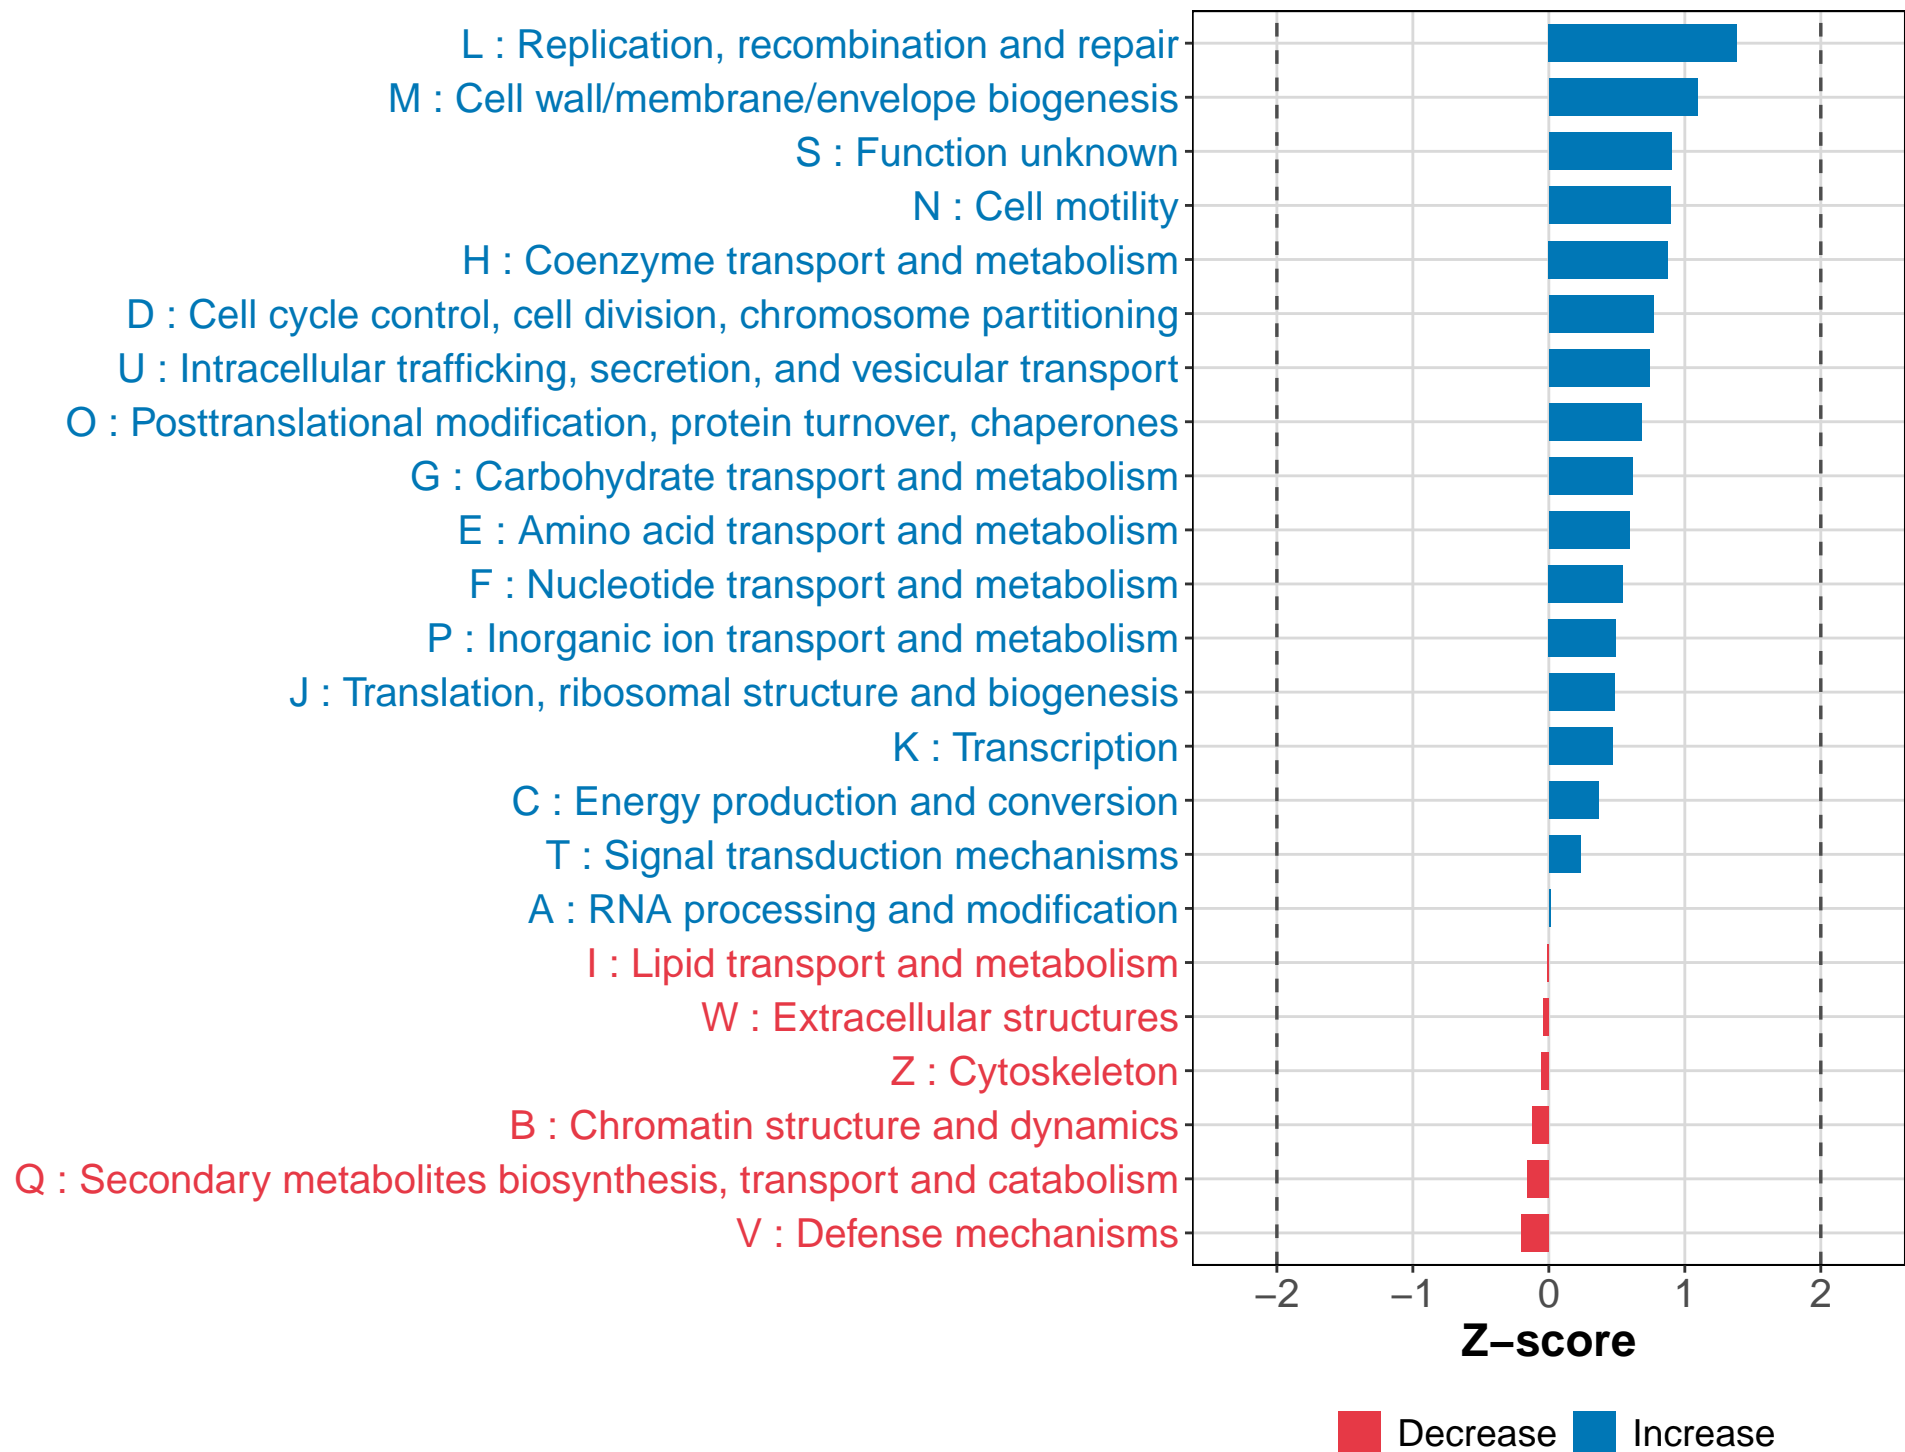 L : Replication, recombination and repair
M : Cell wall/membrane/envelope biogenesis
S : Function unknown
N : Cell motility
H : Coenzyme transport and metabolism
D : Cell cycle control, cell division, chromosome partitioning
U : Intracellular trafficking, secretion, and vesicular transport
O : Posttranslational modification, protein turnover, chaperones
G : Carbohydrate transport and metabolism
E : Amino acid transport and metabolism
F : Nucleotide transport and metabolism
P : Inorganic ion transport and metabolism
J : Translation, ribosomal structure and biogenesis
K : Transcription
C : Energy production and conversion
T : Signal transduction mechanisms
A : RNA processing and modification
I : Lipid transport and metabolism
W : Extracellular structures
Z : Cytoskeleton
B : Chromatin structure and dynamics
Q : Secondary metabolites biosynthesis, transport and catabolism
V : Defense mechanisms
−2 −1 0 1 2
Z−score
Decrease Increase